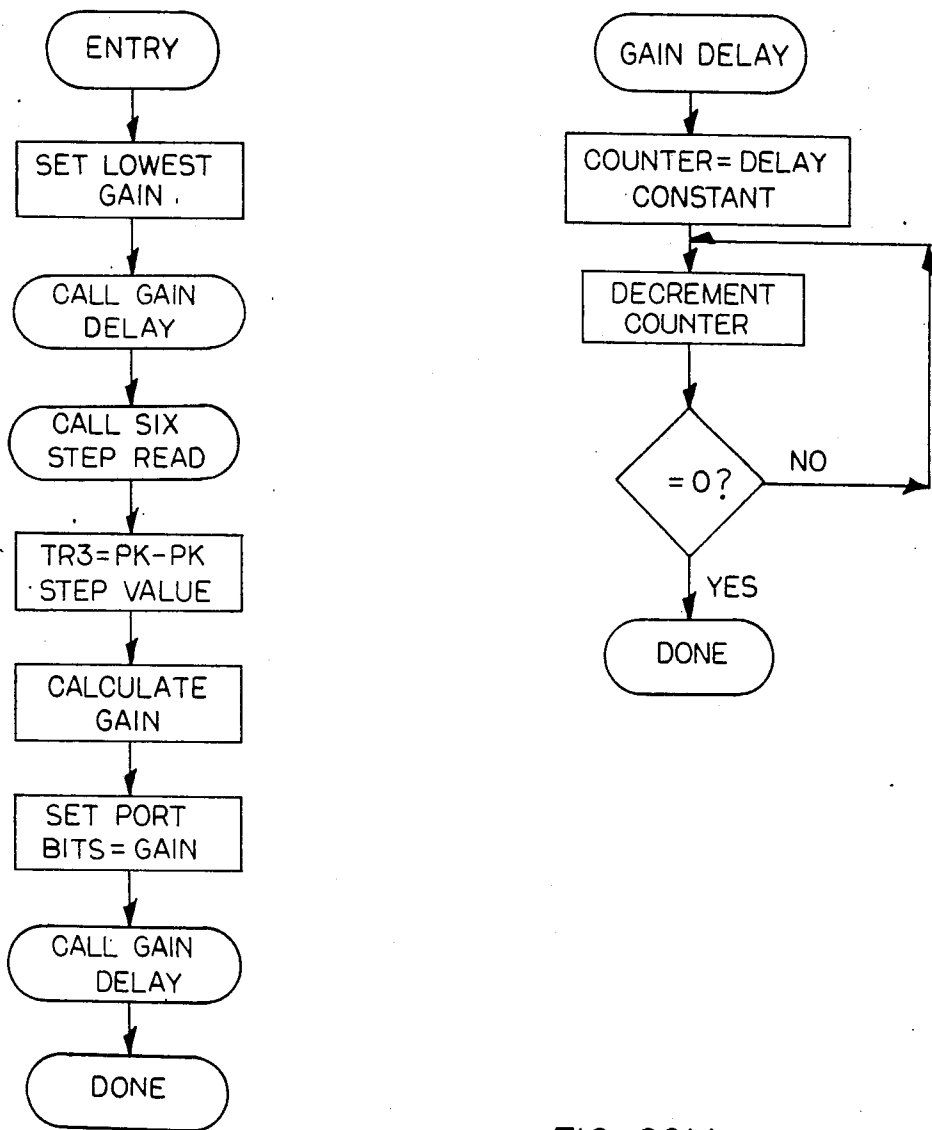 ENTRY
SET LOWEST
GAIN
CALL GAIN
DELAY
CALL SIX
STEP READ
TR3=PK-PK
STEP VALUE
CALCULATE
GAIN
SET PORT
BITS=GAIN
CALL GAIN
DELAY
DONE
GAIN DELAY
COUNTER=DELAY
CONSTANT
DECREMENT
COUNTER
=0?
NO
YES
DONE